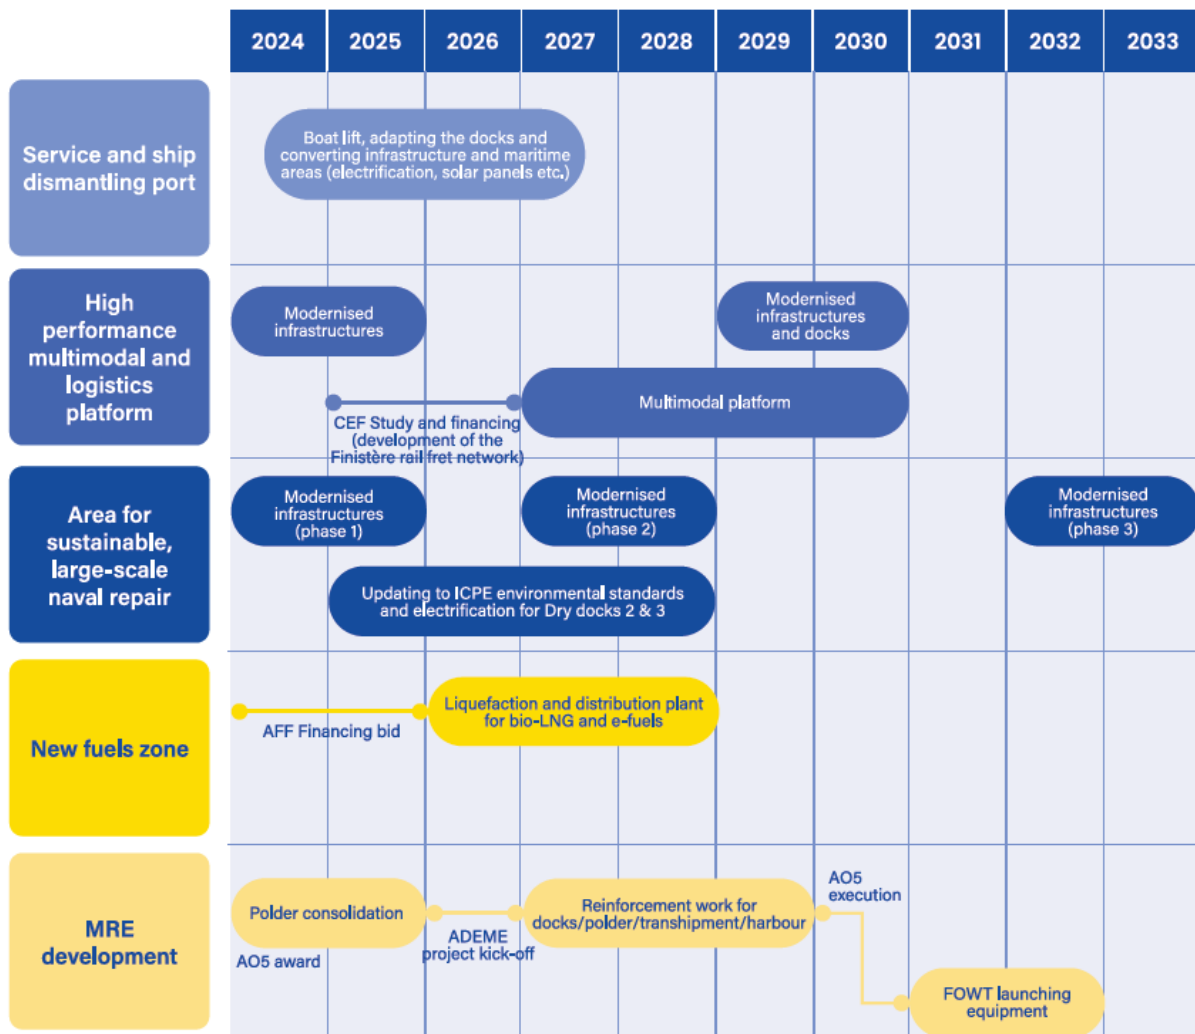 2024 2025 2026 2027 2028 2029 2030 2031 2032 2033
Service and ship
dismantling port
Boat lift, adapting the docks and
converting infrastructure and maritime
areas (electrification, solar panels etc.)
High
performance
multimodal and
logistics
platform
Modernised
infrastructures
Modernised
infrastructures
and docks
CEF Study and financing
(development of the
Finistère rail fret network)
Multimodal platform
Area for
sustainable,
large-scale
naval repair
Modernised
infrastructures
(phase 1)
Modernised
infrastructures
(phase 2)
Modernised
infrastructures
(phase 3)
Updating to ICPE environmental standards
and electrification for Dry docks 2 & 3
New fuels zone
AFF Financing bid
Liquefaction and distribution plant
for bio-LNG and e-fuels
MRE
development
Polder consolidation
AO5 award
ADEME
project kick-off
Reinforcement work for
docks/polder/transhipment/harbour
AO5
execution
FOWT launching
equipment